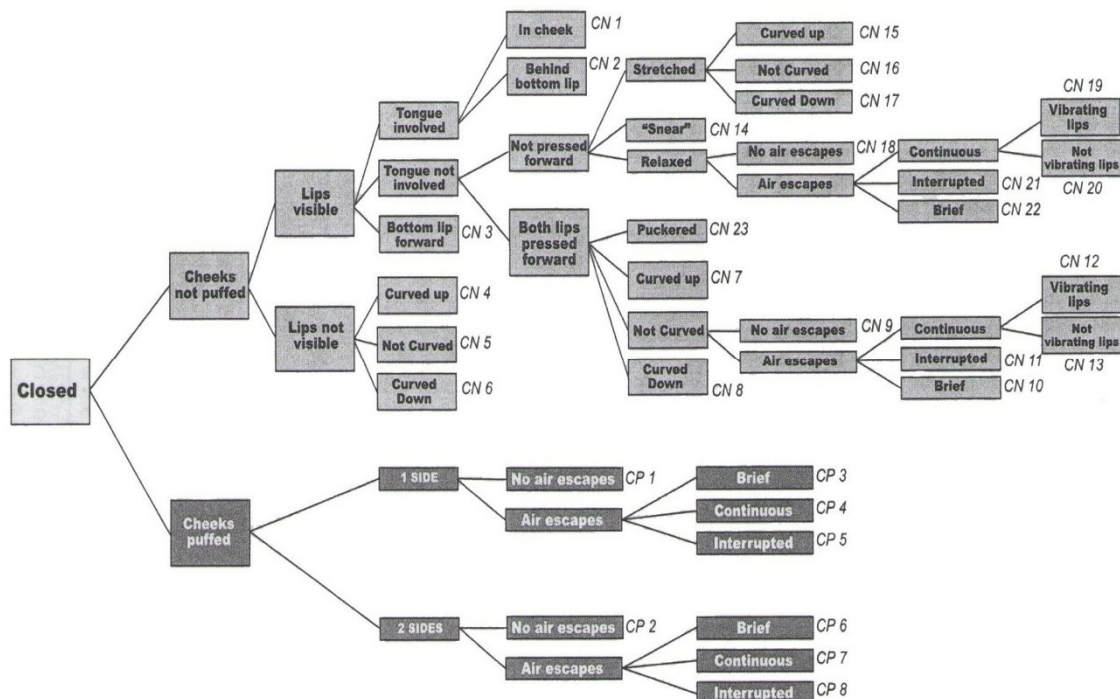 In cheek
CN 1
Behind
bottom lip
CN 2
Tongue
involved
Stretched
Curved up
CN 15
Not Curved
CN 16
Curved Down
CN 17
Not pressed
forward
"Snear"
CN 14
Relaxed
No air escapes
CN 18
Air escapes
Continuous
CN 19
Vibrating
lips
Not
vibrating lips
CN 20
Interrupted
CN 21
Brief
CN 22
Tongue not
involved
Lips
visible
Bottom lip
forward
CN 3
Both lips
pressed
forward
Puckered
CN 23
Curved up
CN 7
Not Curved
No air escapes
CN 9
Air escapes
Continuous
CN 12
Vibrating
lips
Not
vibrating lips
CN 13
Interrupted
CN 11
Brief
CN 10
Curved
Down
CN 8
Cheeks
not puffed
Lips not
visible
Curved up
CN 4
Not Curved
CN 5
Curved
Down
CN 6
Closed
Cheeks
puffed
1 SIDE
No air escapes
CP 1
Air escapes
Brief
CP 3
Continuous
CP 4
Interrupted
CP 5
2 SIDES
No air escapes
CP 2
Air escapes
Brief
CP 6
Continuous
CP 7
Interrupted
CP 8